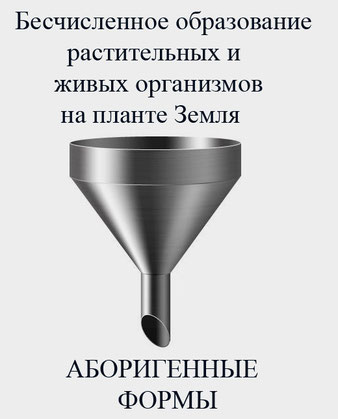 Бесчисленное образование
растительных и
живых организмов
на планте Земля
АБОРИГЕННЫЕ
ФОРМЫ